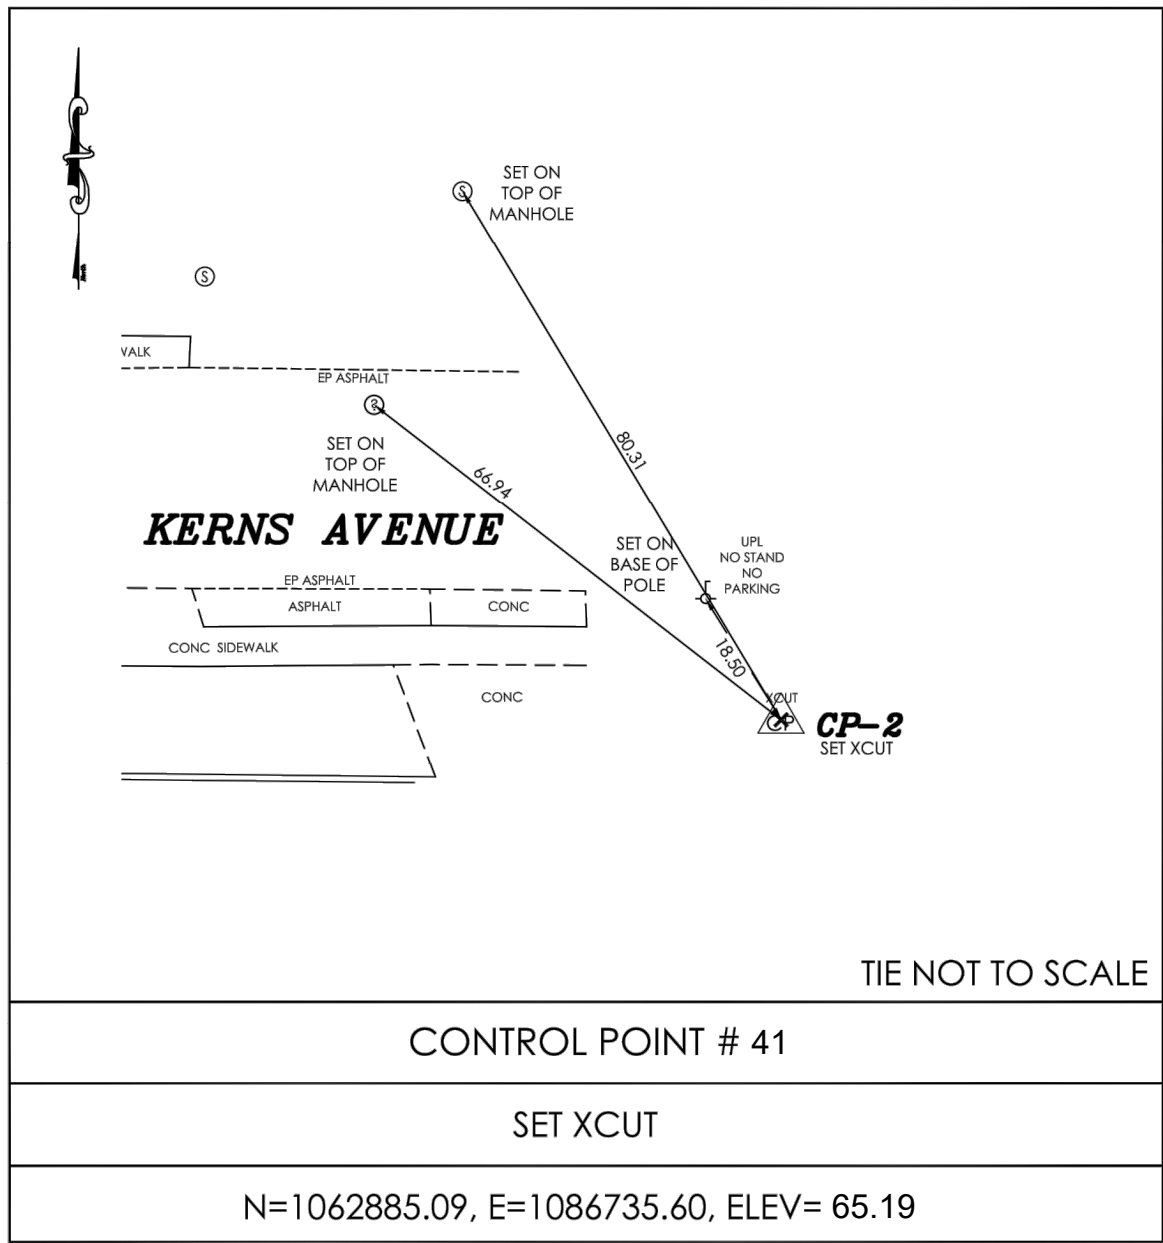 North
SET ON
TOP OF
MANHOLE
S
S
WALK
EP ASPHALT
?
SET ON
TOP OF
MANHOLE
80.31
66.94
KERNS AVENUE
SET ON
BASE OF
POLE
UPL
NO STAND
NO
PARKING
EP ASPHALT
ASPHALT
CONC
CONC SIDEWALK
18.50
CONC
XCUT
CP
CP-2
SET XCUT
TIE NOT TO SCALE
CONTROL POINT # 41
SET XCUT
N=1062885.09, E=1086735.60, ELEV= 65.19